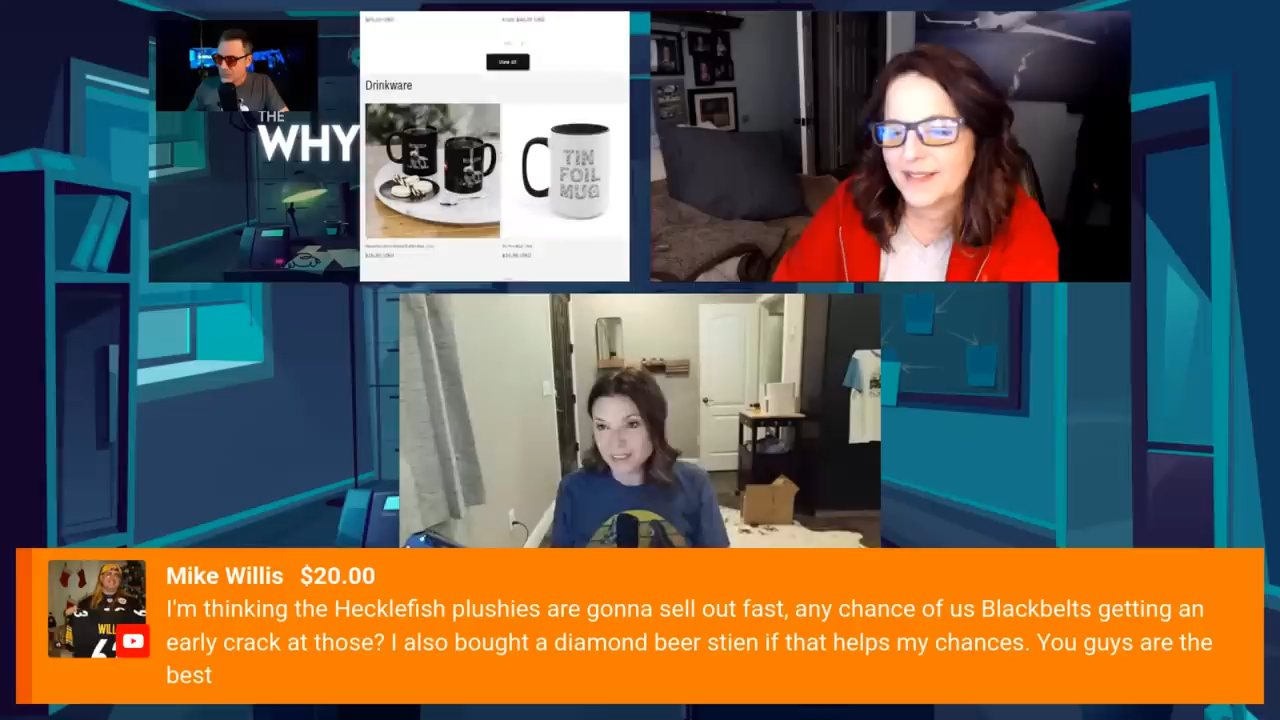 THE
WHY
View all
Drinkware
TIN
FOIL
MUG
Mike Willis $20.00
I'm thinking the Hecklefish plushies are gonna sell out fast, any chance of us Blackbelts getting an
early crack at those? I also bought a diamond beer stien if that helps my chances. You guys are the
best